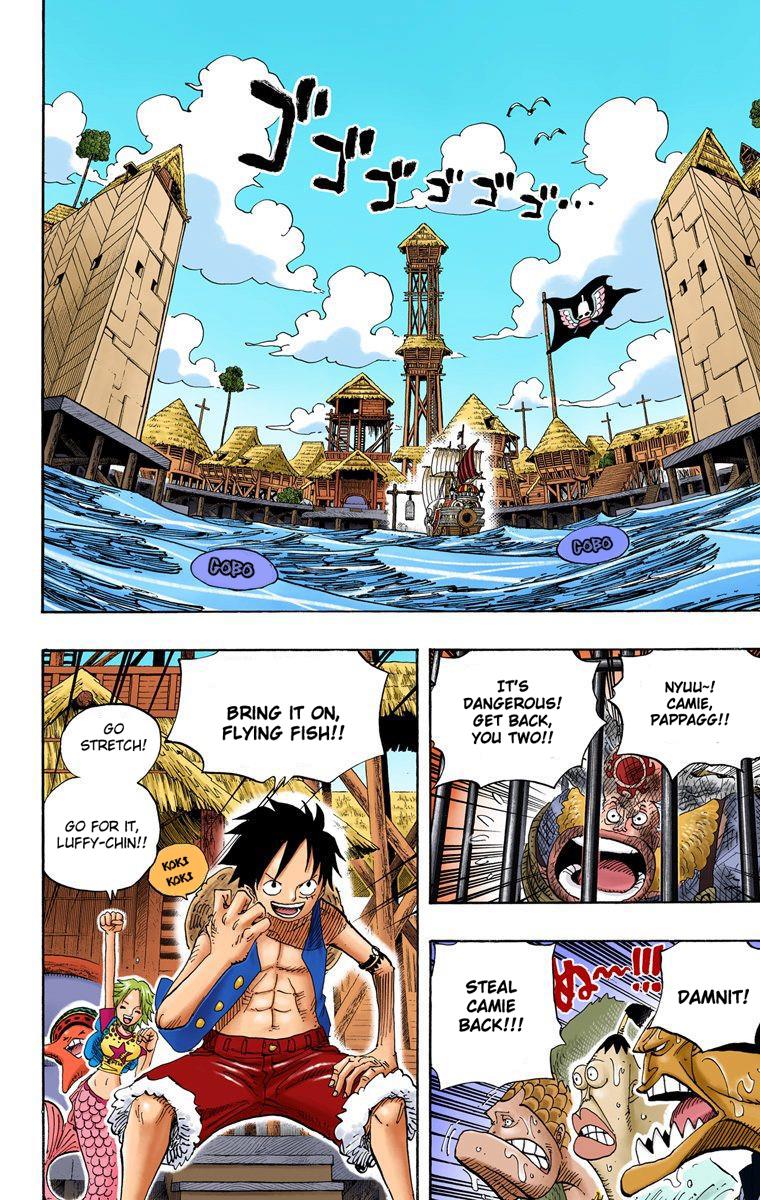 ゴゴゴゴゴゴ...
GOBO
GOBO
NYUU~!
CAMIE,
PAPPAGG!!
IT'S
DANGEROUS!
GET BACK,
YOU TWO!!
BRING IT ON,
FLYING FISH!!
GO
STRETCH!
GO FOR IT,
LUFFY-CHIN!!
KOKI
KOKI
DAMNIT!
ぬ〜!!!
STEAL
CAMIE
BACK!!!